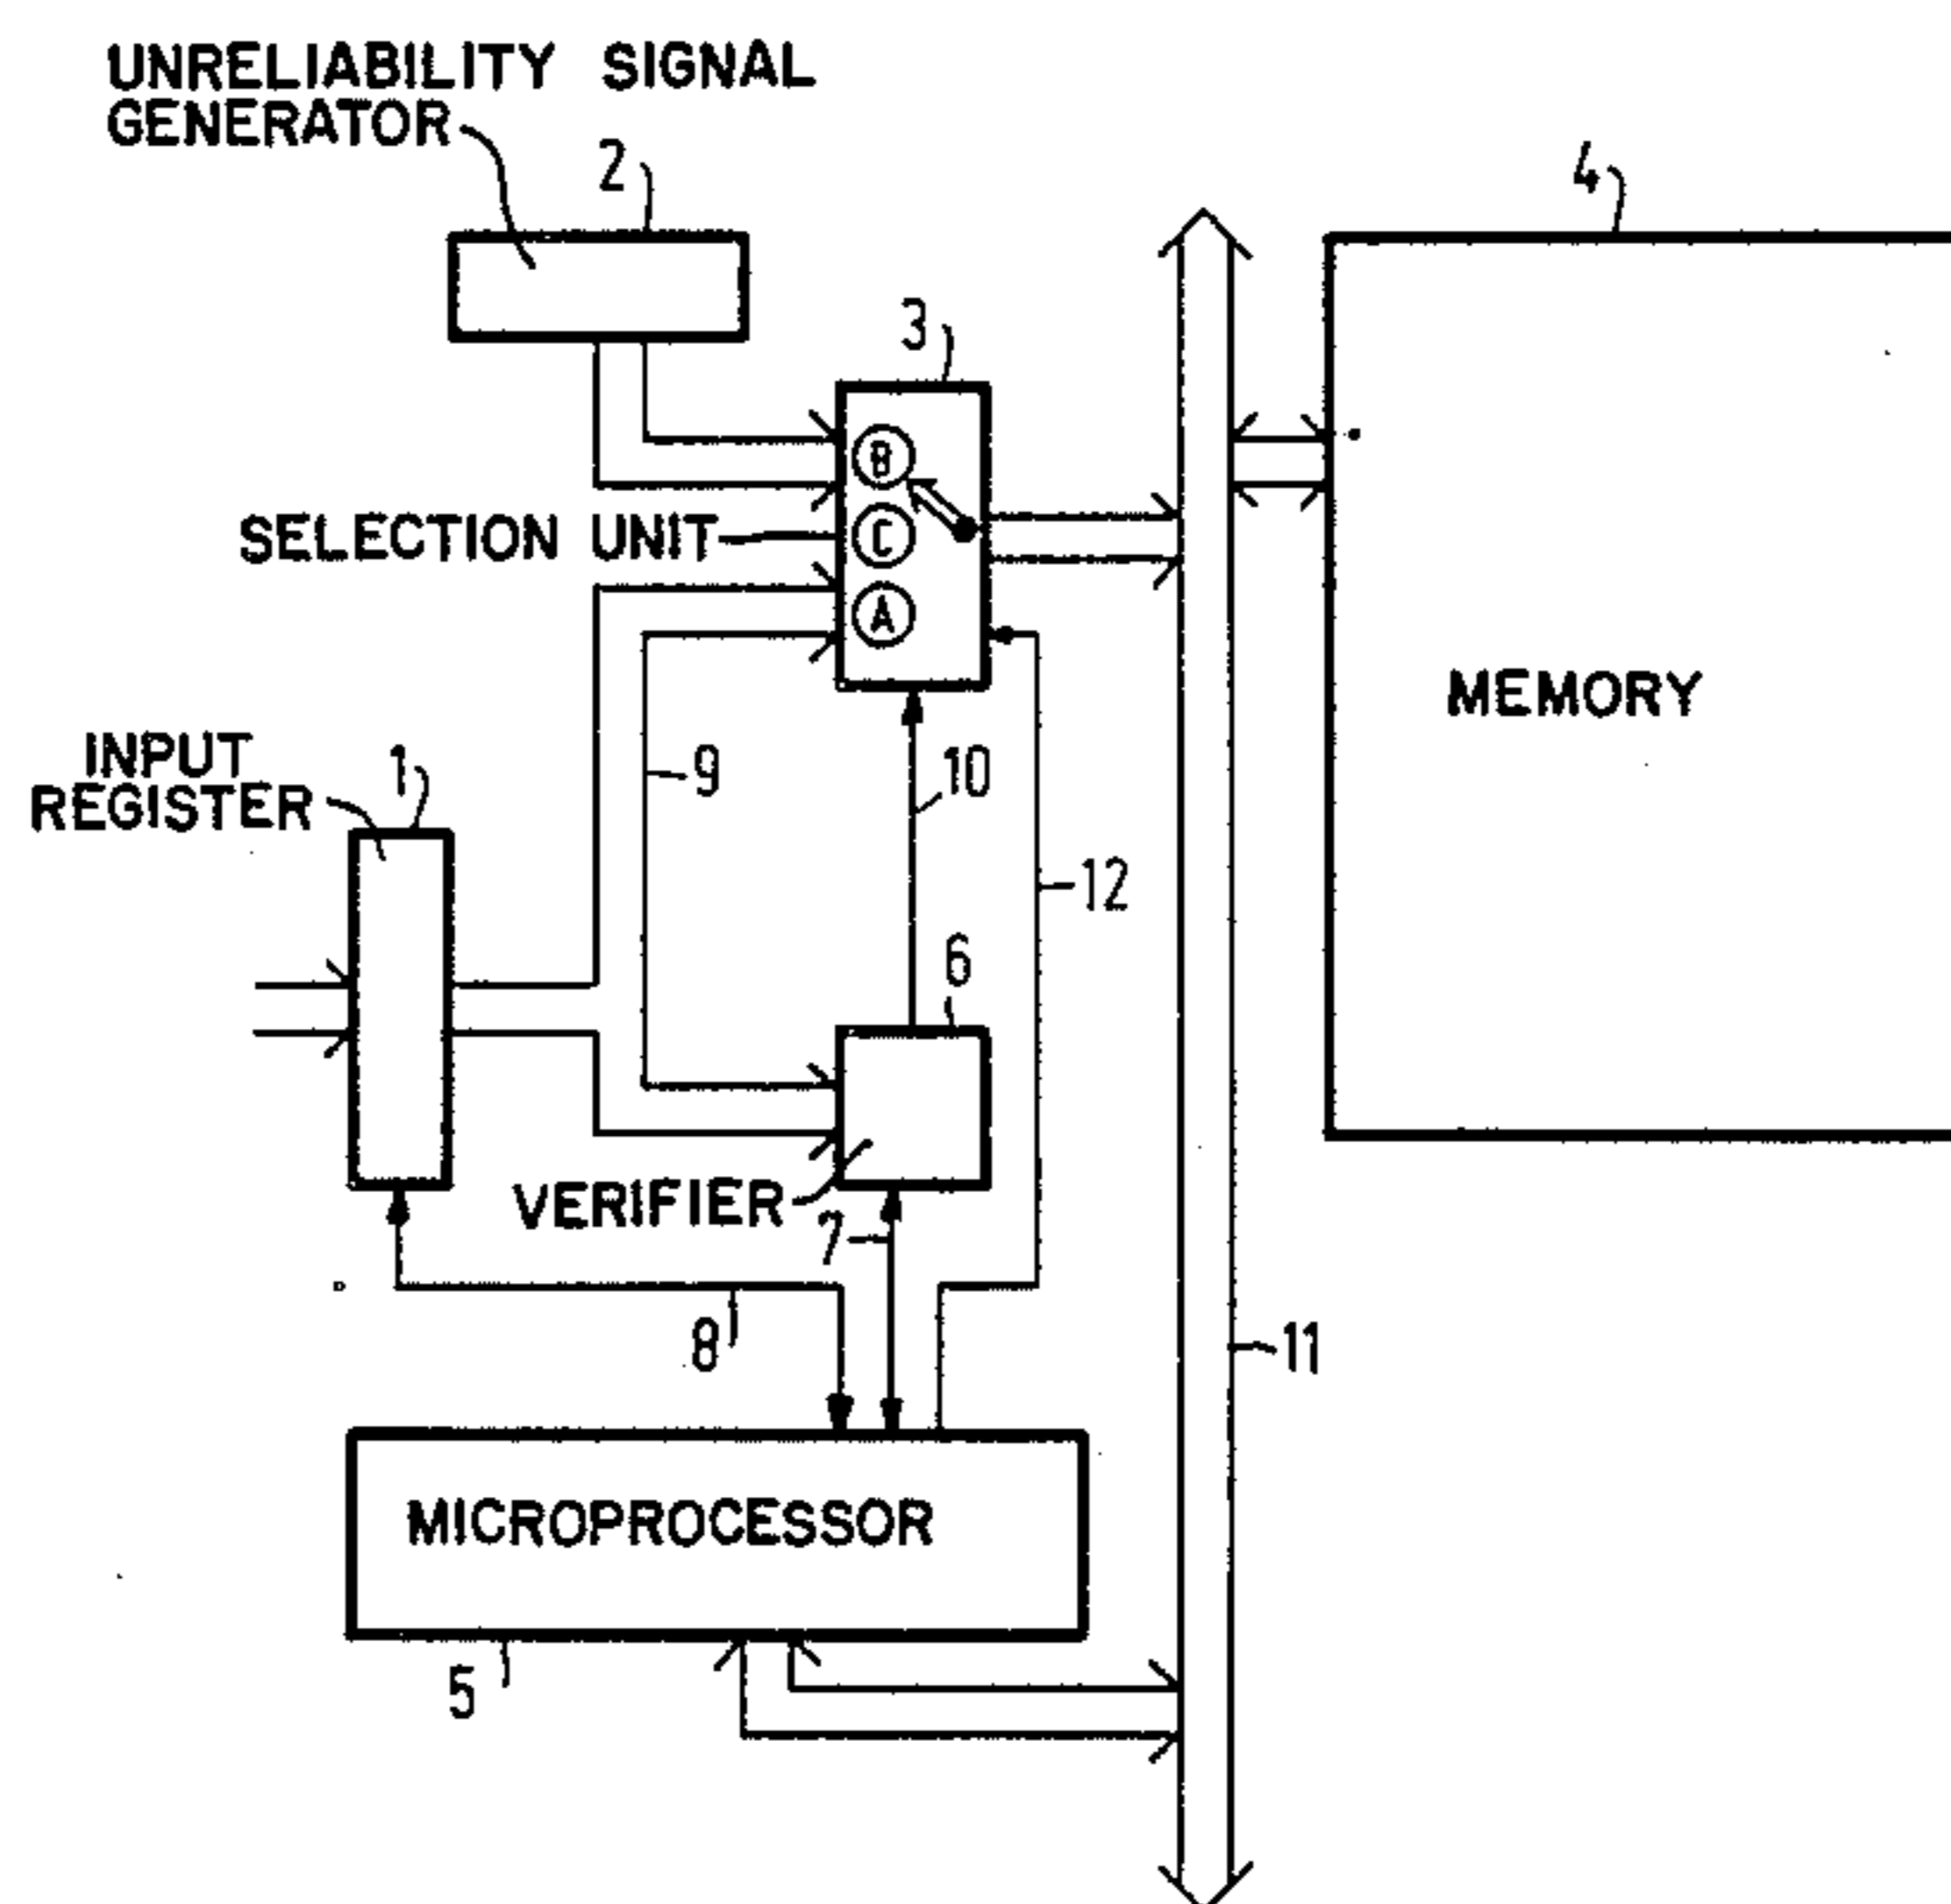 UNRELIABILITY SIGNAL
GENERATOR
2
4
3
B
SELECTION UNIT
C
A
MEMORY
INPUT
REGISTER
1
9
10
12
6
VERIFIER
7
8
11
MICROPROCESSOR
5